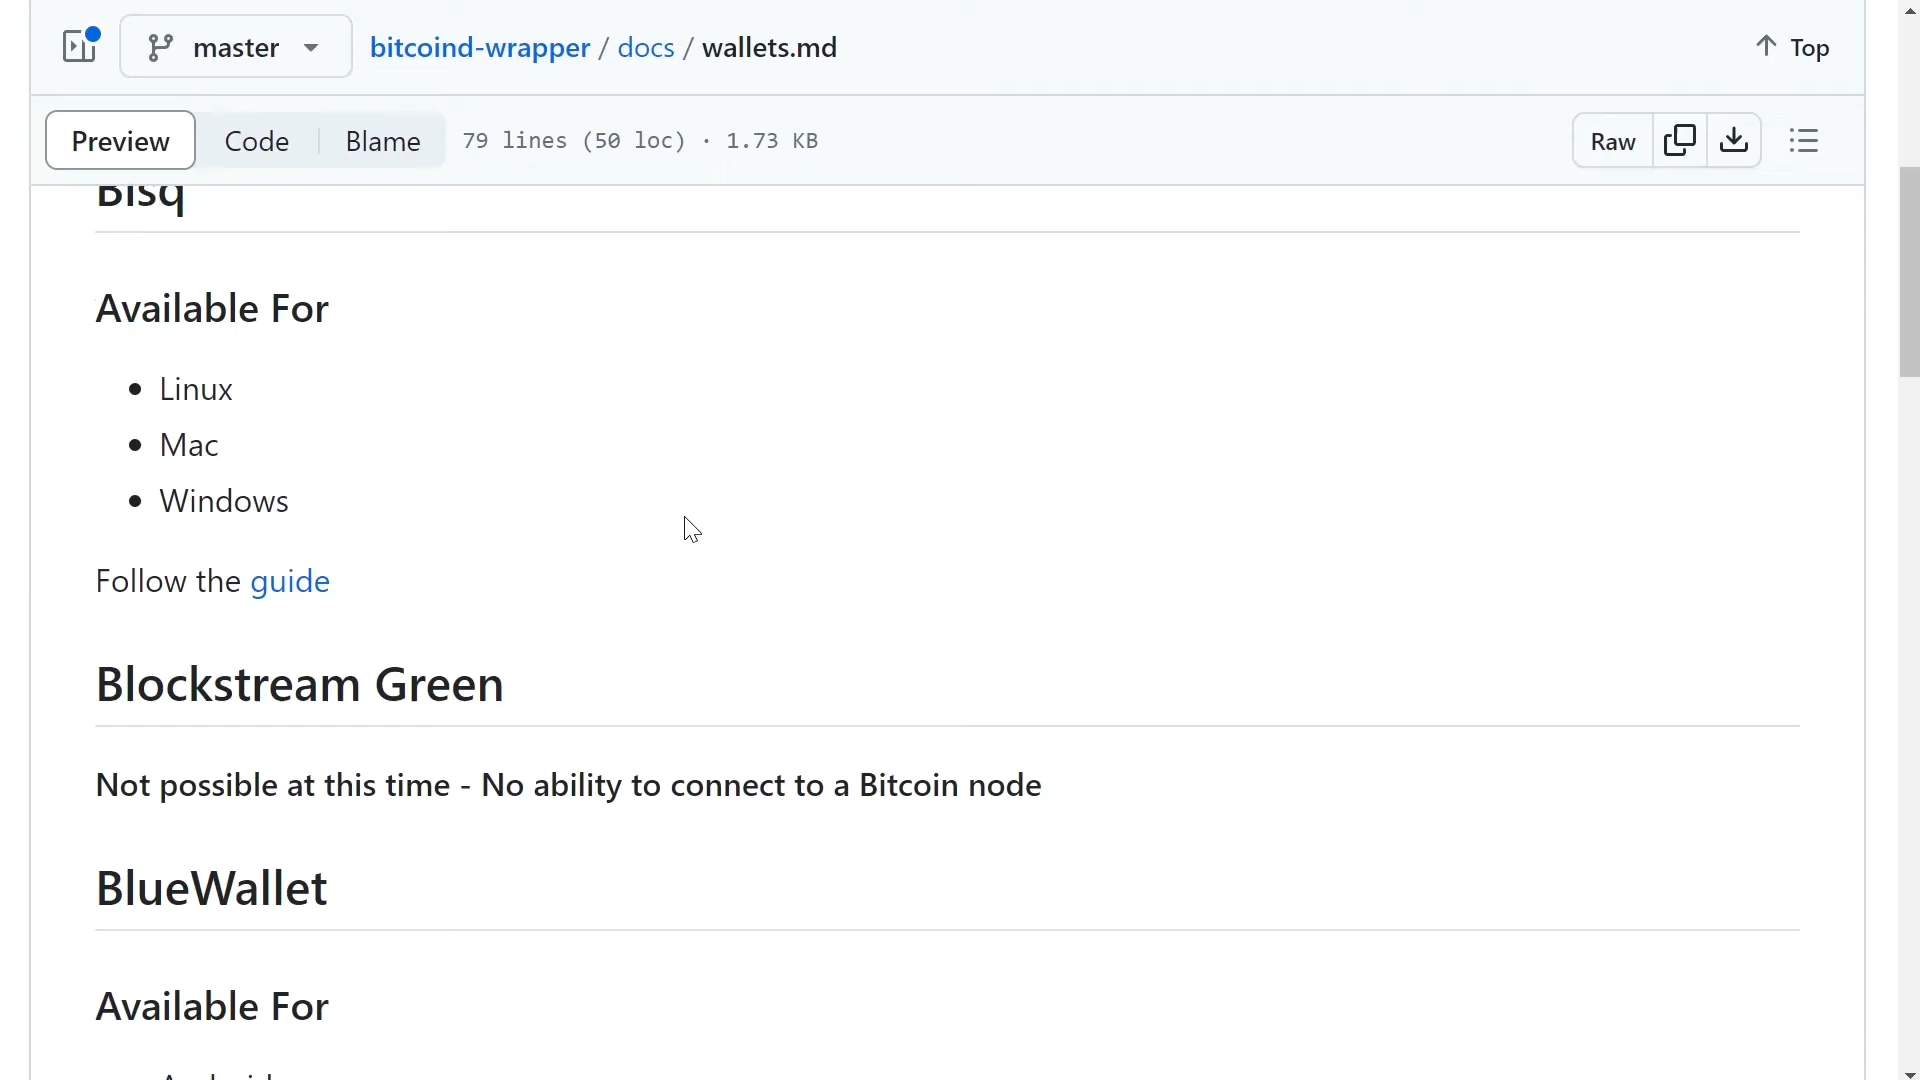 master
bitcoind-wrapper / docs / wallets.md
Top
Preview
Code
Blame
79 lines (50 loc) · 1.73 KB
Raw
Bisq
Available For
Linux
Mac
Windows
Follow the guide
Blockstream Green
Not possible at this time - No ability to connect to a Bitcoin node
BlueWallet
Available For